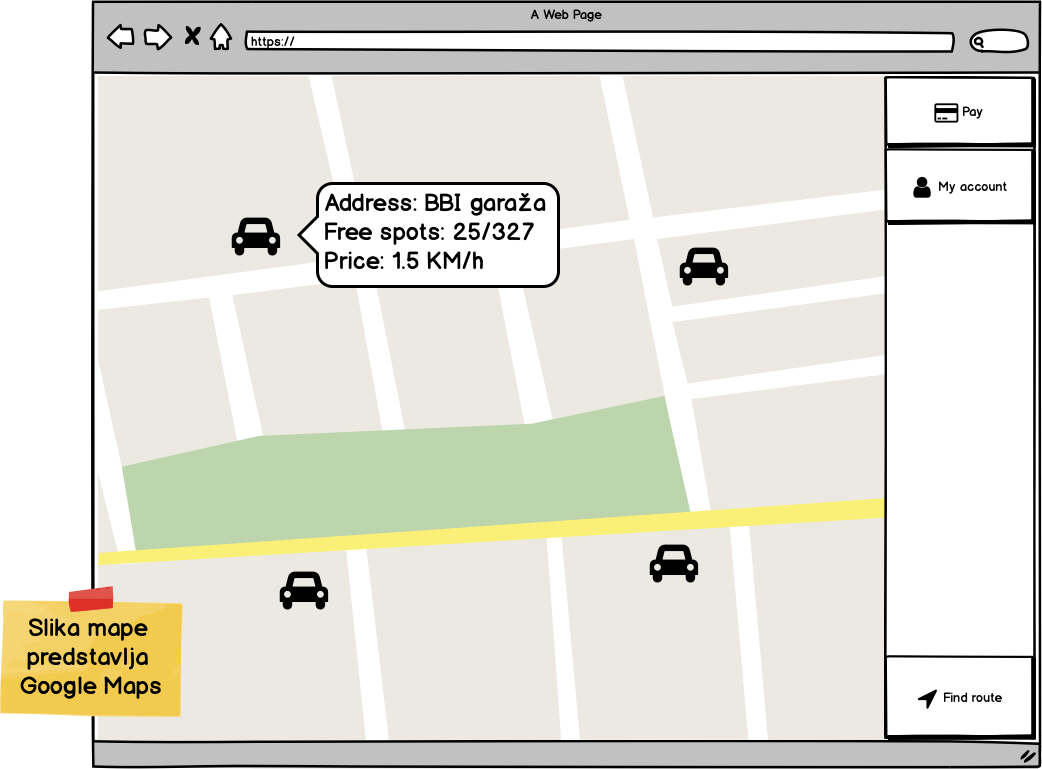 A Web Page
https://
Pay
My account
Address: BBI garaža
Free spots: 25/327
Price: 1.5 KM/h
Slika mape
predstavlja
Google Maps
Find route